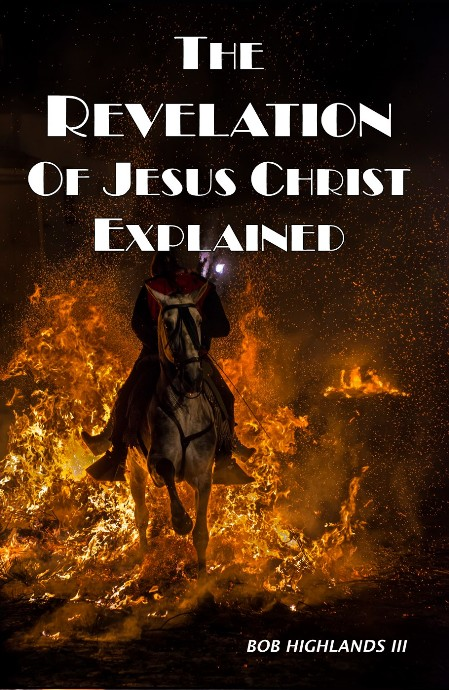 The
Revelation
Of Jesus Christ
Explained
BOB HIGHLANDS III